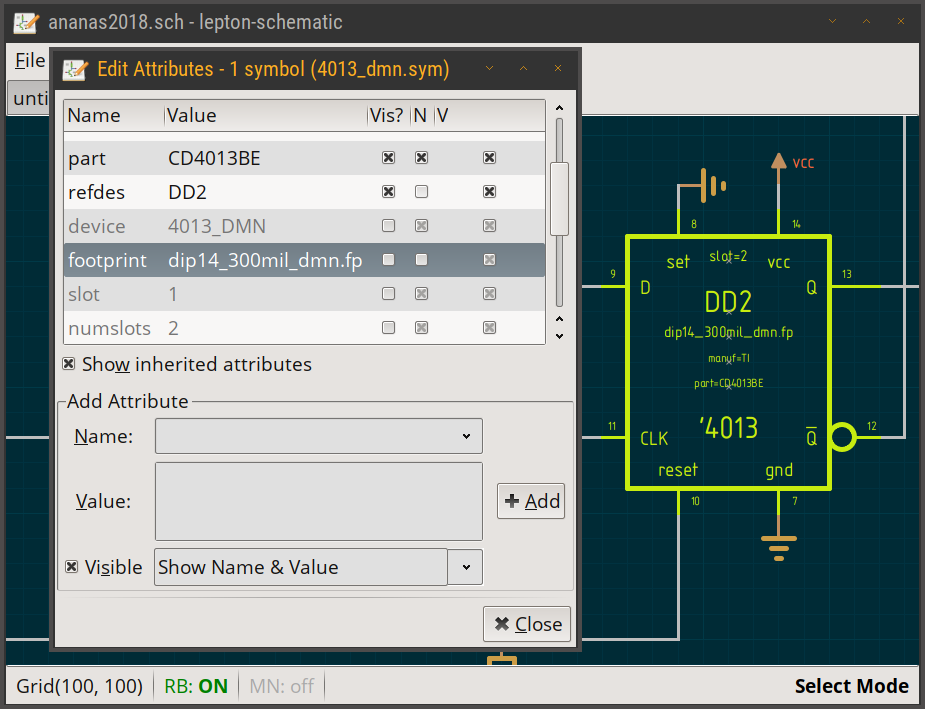 ananas2018.sch - lepton-schematic
File
unti
Edit Attributes - 1 symbol (4013_dmn.sym)
Name Value Vis? N V
part CD4013BE
refdes DD2
device 4013_DMN
footprint dip14_300mil_dmn.fp
slot 1
numslots 2
Show inherited attributes
Add Attribute
Name:
Value:
Add
Visible Show Name & Value
Close
vcc
8 14
set slot=2 vcc
9 D Q 13
DD2
dip14_300mil_dmn.fp
manuf=TI
part=CD4013BE
'4013
11 CLK Q̅ 12
reset gnd
10 7
Grid(100, 100) RB: ON MN: off Select Mode